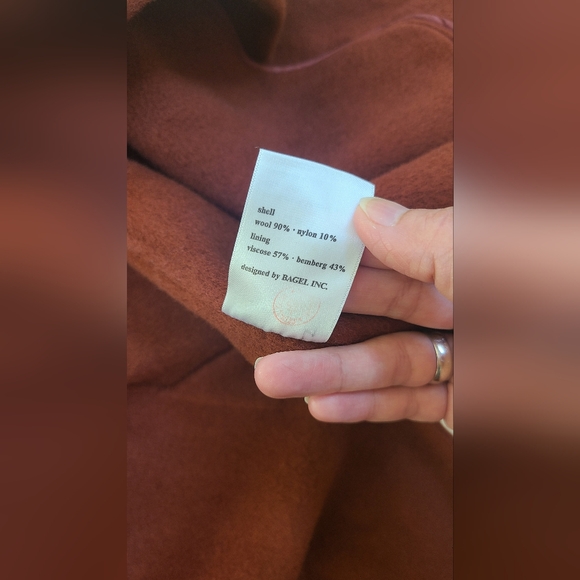 shell
wool 90% · nylon 10%
lining
viscose 57% · bemberg 43%
designed by BAGEL INC.